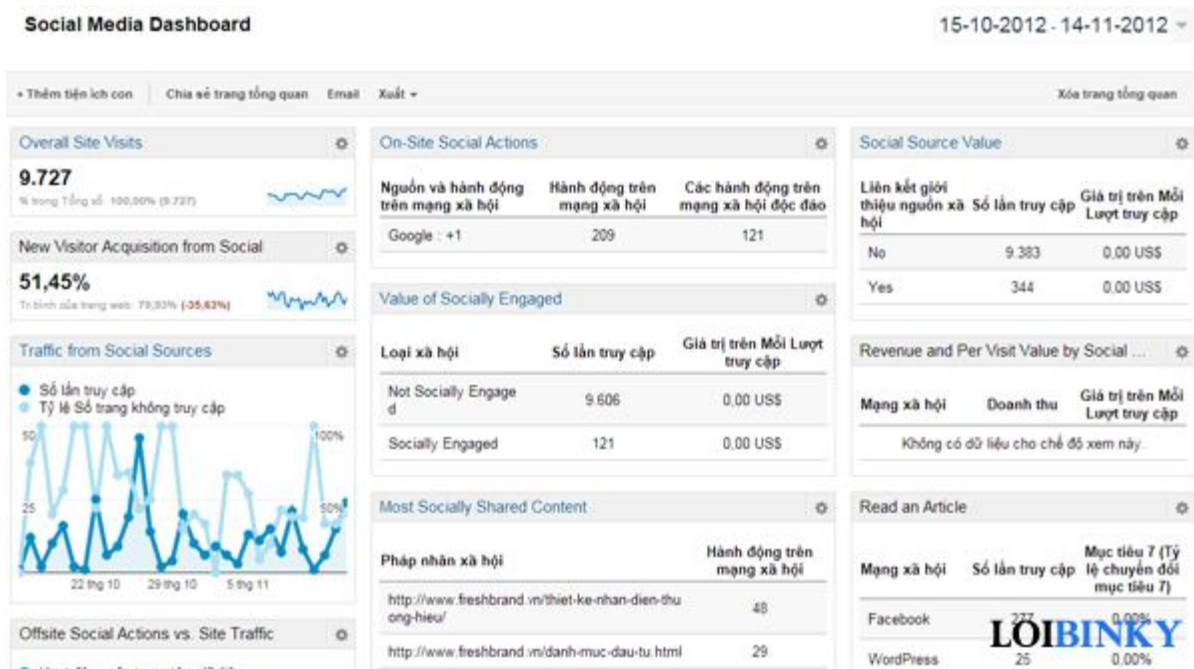 Social Media Dashboard
15-10-2012 - 14-11-2012
+ Thêm tiện ích con
Chia sẻ trang tổng quan
Email
Xuất
Xóa trang tổng quan
Overall Site Visits
9.727
% trong Tổng số: 100,00% (9.727)
New Visitor Acquisition from Social
51,45%
Tr.bình của trang web: 79,93% (-35,63%)
Traffic from Social Sources
Số lần truy cập
Tỷ lệ Số trang không truy cập
50
100%
25
50%
22 thg 10
29 thg 10
5 thg 11
Offsite Social Actions vs. Site Traffic
On-Site Social Actions
Nguồn và hành động
trên mạng xã hội
Hành động trên
mạng xã hội
Các hành động trên
mạng xã hội độc đáo
Google : +1
209
121
Value of Socially Engaged
Loại xã hội
Số lần truy cập
Giá trị trên Mỗi Lượt
truy cập
Not Socially Engage
d
9.606
0,00 US$
Socially Engaged
121
0,00 US$
Most Socially Shared Content
Pháp nhân xã hội
Hành động trên
mạng xã hội
http://www.freshbrand.vn/thiet-ke-nhan-dien-thu
ong-hieu/
48
http://www.freshbrand.vn/danh-muc-dau-tu.html
29
Social Source Value
Liên kết giới
thiệu nguồn xã
hội
Số lần truy cập
Giá trị trên Mỗi
Lượt truy cập
No
9.383
0,00 US$
Yes
344
0,00 US$
Revenue and Per Visit Value by Social ...
Mạng xã hội
Doanh thu
Giá trị trên Mỗi
Lượt truy cập
Không có dữ liệu cho chế độ xem này.
Read an Article
Mạng xã hội
Số lần truy cập
Mục tiêu 7 (Tỷ
lệ chuyển đổi
mục tiêu 7)
Facebook
277
0,00%
WordPress
25
0,00%
LOIBINKY